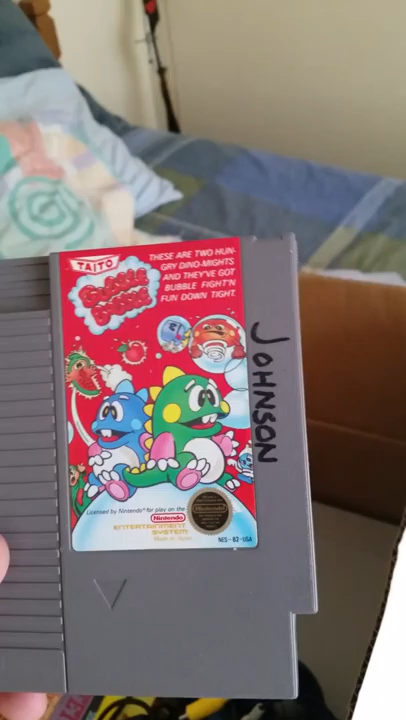 TAITO
BUBBLE
BOBBLE
THESE ARE TWO HUN-
GRY DINO-MIGHTS
AND THEY'VE GOT
BUBBLE FIGHT'N
FUN DOWN TIGHT.
JOHNSON
Licensed by Nintendo® for play on the
Nintendo
ENTERTAINMENT
SYSTEM
Made in Japan
Nintendo
NES-B2-USA